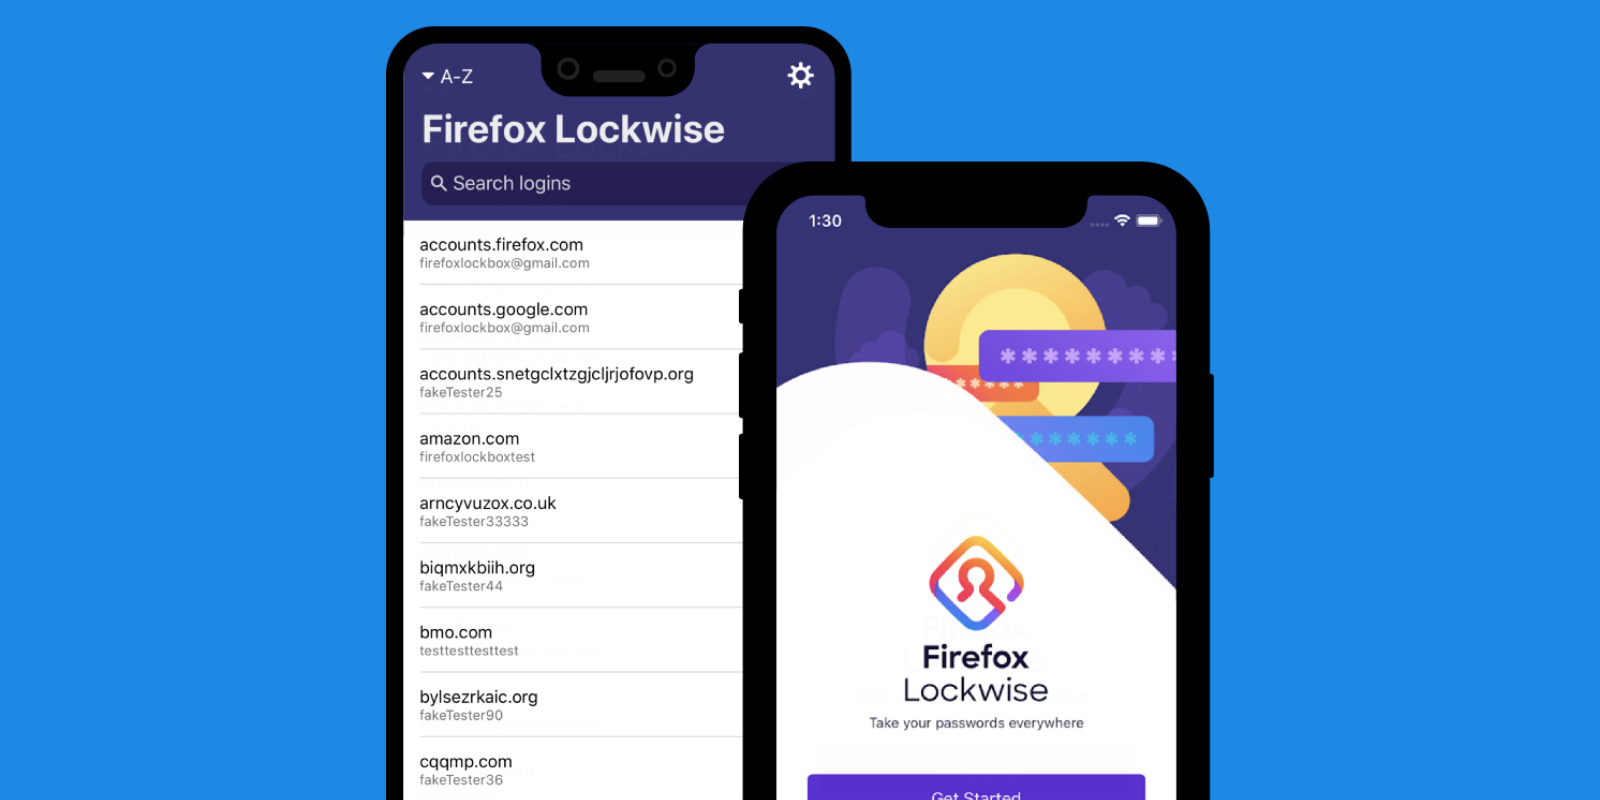 A-Z
Firefox Lockwise
Search logins
accounts.firefox.com
firefoxlockbox@gmail.com
accounts.google.com
firefoxlockbox@gmail.com
accounts.snetgclxtzgjcljrjofovp.org
fakeTester25
amazon.com
firefoxlockboxtest
arncyvuzox.co.uk
fakeTester33333
biqmxkbiih.org
fakeTester44
bmo.com
testtesttesttest
bylsezrkaic.org
fakeTester90
cqqmp.com
fakeTester36
1:30
*********
*****
*******
Firefox
Lockwise
Take your passwords everywhere
Get Started